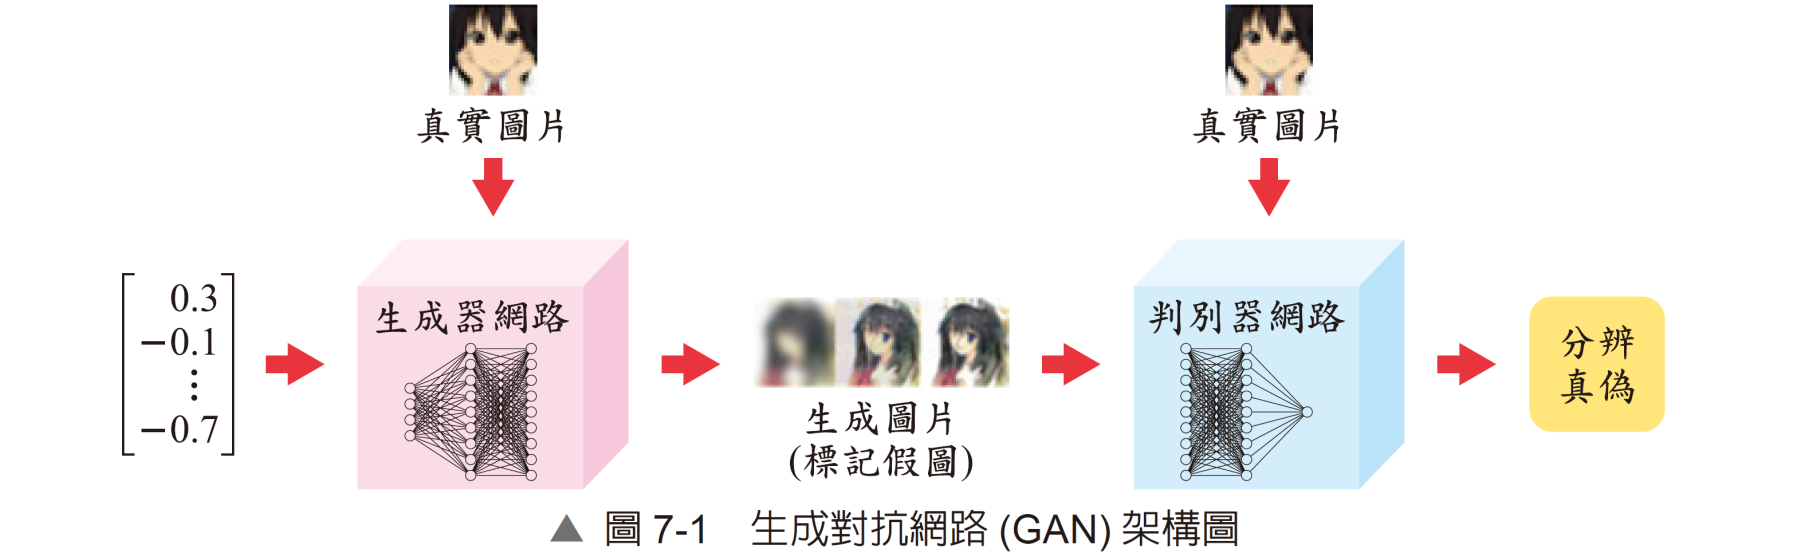 真實圖片
真實圖片
0.3
−0.1
⋮
−0.7
生成器網路
生成圖片
(標記假圖)
判別器網路
分辨
真偽
▲ 圖 7-1 生成對抗網路 (GAN) 架構圖